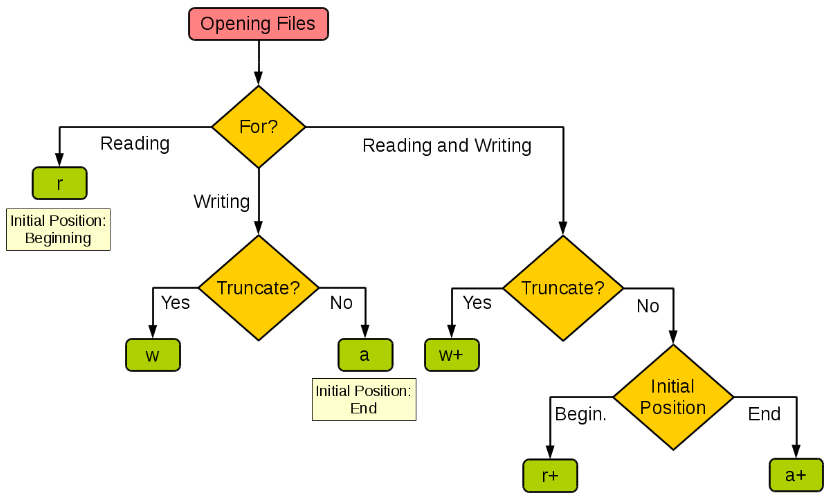 Opening Files
For?
Reading
Reading and Writing
r
Writing
Initial Position:
Beginning
Truncate?
Truncate?
Yes
No
Yes
No
w
a
w+
Initial Position:
End
Initial
Position
Begin.
End
r+
a+